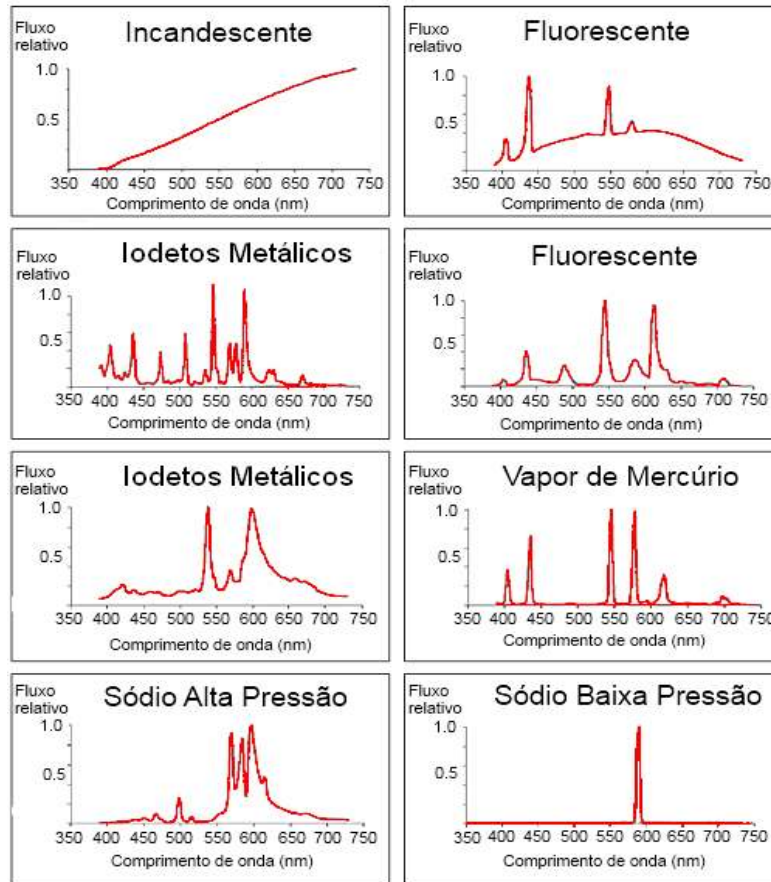 Fluxo
relativo
Incandescente
1.0
0.5
350 400 450 500 550 600 650 700 750
Comprimento de onda (nm)
Fluxo
relativo
Fluorescente
1.0
0.5
350 400 450 500 550 600 650 700 750
Comprimento de onda (nm)
Fluxo
relativo
Iodetos Metálicos
1.0
0.5
350 400 450 500 550 600 650 700 750
Comprimento de onda (nm)
Fluxo
relativo
Fluorescente
1.0
0.5
350 400 450 500 550 600 650 700 750
Comprimento de onda (nm)
Fluxo
relativo
Iodetos Metálicos
1.0
0.5
350 400 450 500 550 600 650 700 750
Comprimento de onda (nm)
Fluxo
relativo
Vapor de Mercúrio
1.0
0.5
350 400 450 500 550 600 650 700 750
Comprimento de onda (nm)
Fluxo
relativo
Sódio Alta Pressão
1.0
0.5
350 400 450 500 550 600 650 700 750
Comprimento de onda (nm)
Fluxo
relativo
Sódio Baixa Pressão
1.0
0.5
350 400 450 500 550 600 650 700 750
Comprimento de onda (nm)